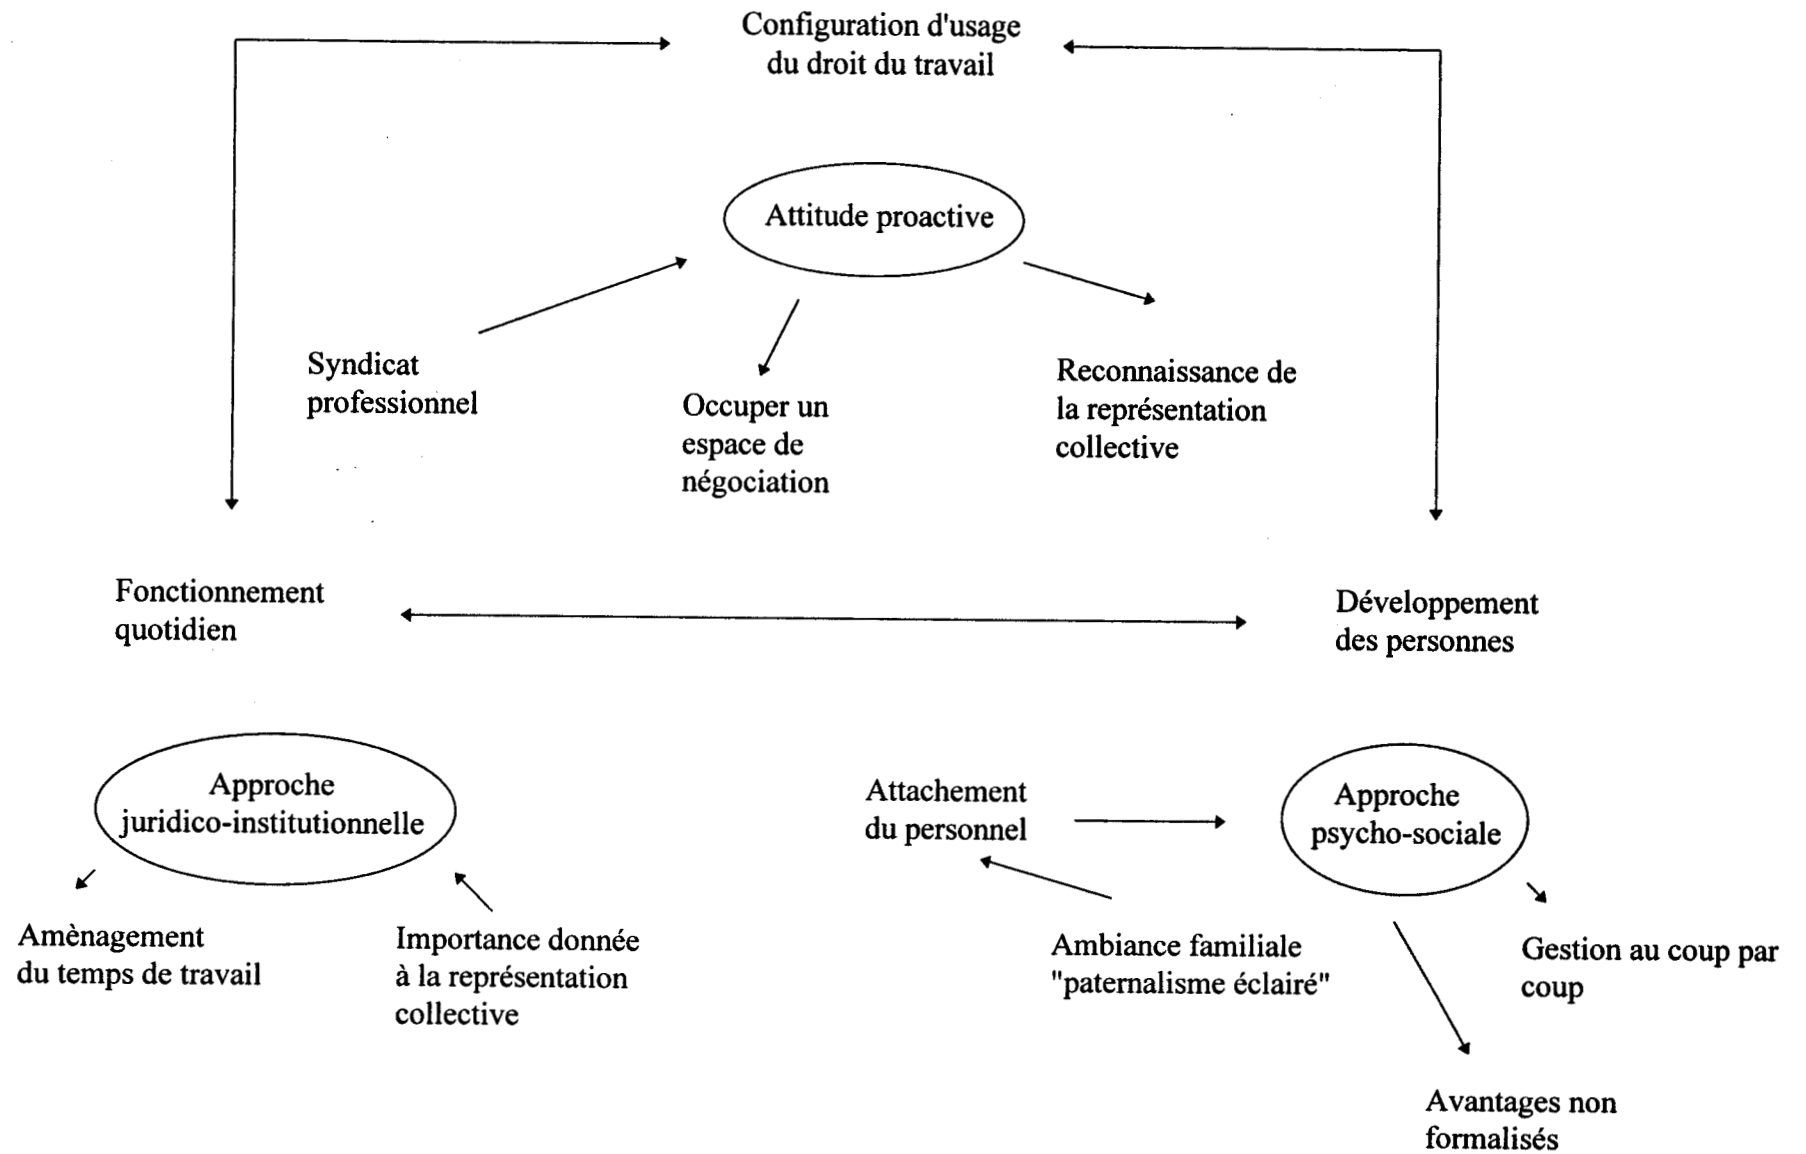 Configuration d'usage
du droit du travail
Attitude proactive
Syndicat
professionnel
Occuper un
espace de
négociation
Reconnaissance de
la représentation
collective
Fonctionnement
quotidien
Développement
des personnes
Approche
juridico-institutionnelle
Attachement
du personnel
Approche
psycho-sociale
Amènagement
du temps de travail
Importance donnée
à la représentation
collective
Ambiance familiale
"paternalisme éclairé"
Gestion au coup par
coup
Avantages non
formalisés